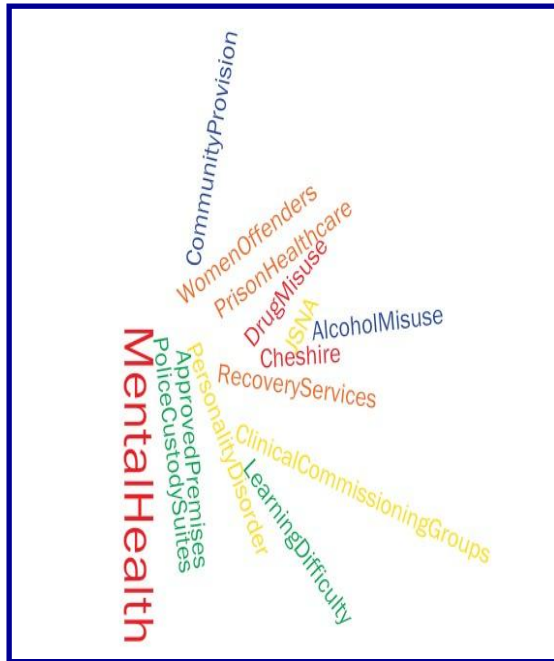 CommunityProvision
WomenOffenders
PrisonHealthcare
DrugMisuse
JSNA
AlcoholMisuse
Cheshire
RecoveryServices
ClinicalCommissioningGroups
LearningDifficulty
PersonalityDisorder
ApprovedPremises
PoliceCustodySuites
MentalHealth